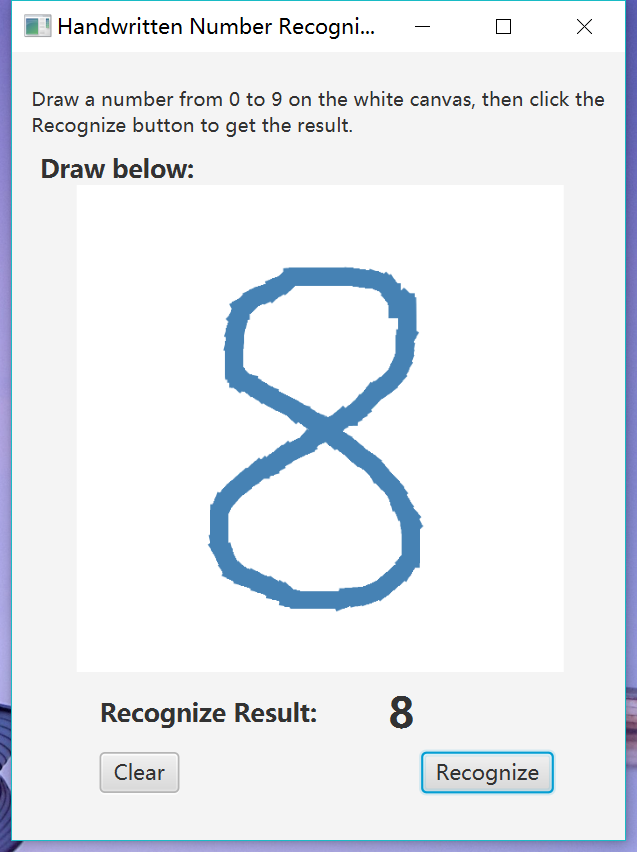 Handwritten Number Recogni...
Draw a number from 0 to 9 on the white canvas, then click the
Recognize button to get the result.
Draw below:
8
Recognize Result: 8
Clear Recognize